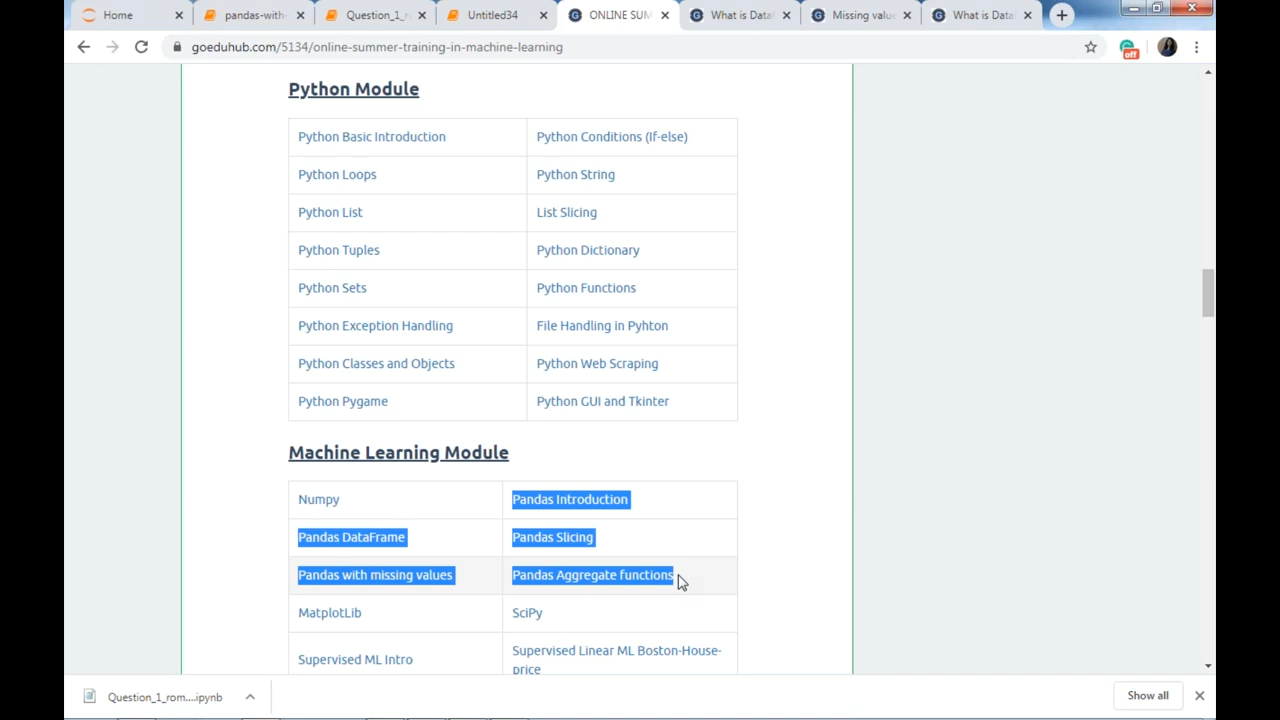 Home
pandas-with-
Question_1_r
Untitled34
ONLINE SUM
What is Data
Missing valu
What is Data
goeduhub.com/5134/online-summer-training-in-machine-learning
off
Python Module
Python Basic Introduction Python Conditions (If-else)
Python Loops Python String
Python List List Slicing
Python Tuples Python Dictionary
Python Sets Python Functions
Python Exception Handling File Handling in Pyhton
Python Classes and Objects Python Web Scraping
Python Pygame Python GUI and Tkinter
Machine Learning Module
Numpy Pandas Introduction
Pandas DataFrame Pandas Slicing
Pandas with missing values Pandas Aggregate functions
MatplotLib SciPy
Supervised ML Intro Supervised Linear ML Boston-House-
price
Question_1_rom....ipynb
Show all